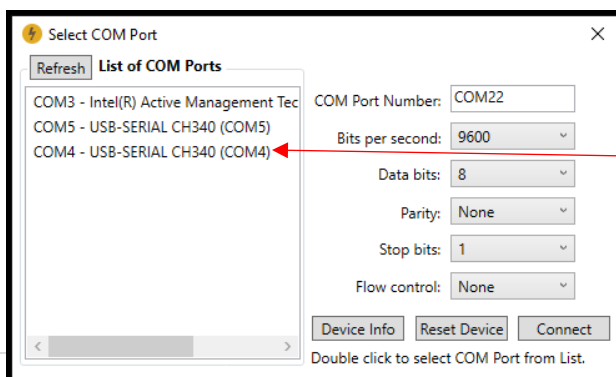 Select COM Port
Refresh List of COM Ports
COM3 - Intel(R) Active Management Tec
COM5 - USB-SERIAL CH340 (COM5)
COM4 - USB-SERIAL CH340 (COM4)
COM Port Number: COM22
Bits per second: 9600
Data bits: 8
Parity: None
Stop bits: 1
Flow control: None
Device Info Reset Device Connect
Double click to select COM Port from List.